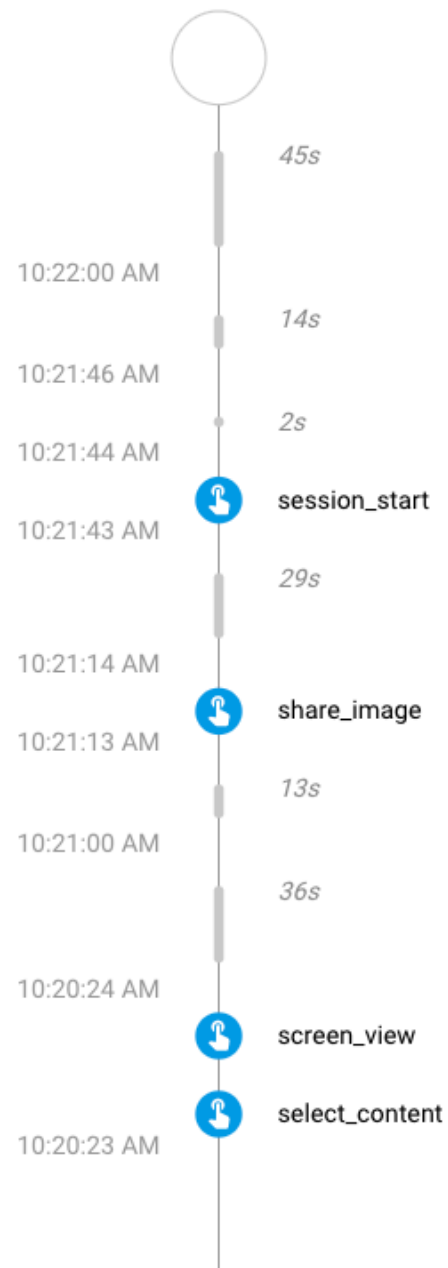 45s
10:22:00 AM
14s
10:21:46 AM
2s
10:21:44 AM
session_start
10:21:43 AM
29s
10:21:14 AM
share_image
10:21:13 AM
13s
10:21:00 AM
36s
10:20:24 AM
screen_view
select_content
10:20:23 AM